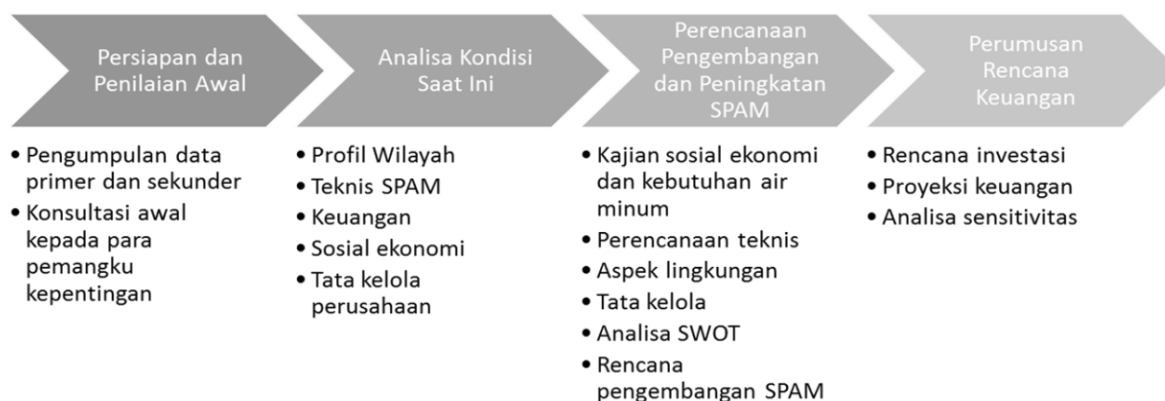 Persiapan dan
Penilaian Awal
• Pengumpulan data
primer dan sekunder
• Konsultasi awal
kepada para
pemangku
kepentingan
Analisa Kondisi
Saat Ini
• Profil Wilayah
• Teknis SPAM
• Keuangan
• Sosial ekonomi
• Tata kelola
perusahaan
Perencanaan
Pengembangan
dan Peningkatan
SPAM
• Kajian sosial ekonomi
dan kebutuhan air
minum
• Perencanaan teknis
• Aspek lingkungan
• Tata kelola
• Analisa SWOT
• Rencana
pengembangan SPAM
Perumusan
Rencana
Keuangan
• Rencana investasi
• Proyeksi keuangan
• Analisa sensitivitas